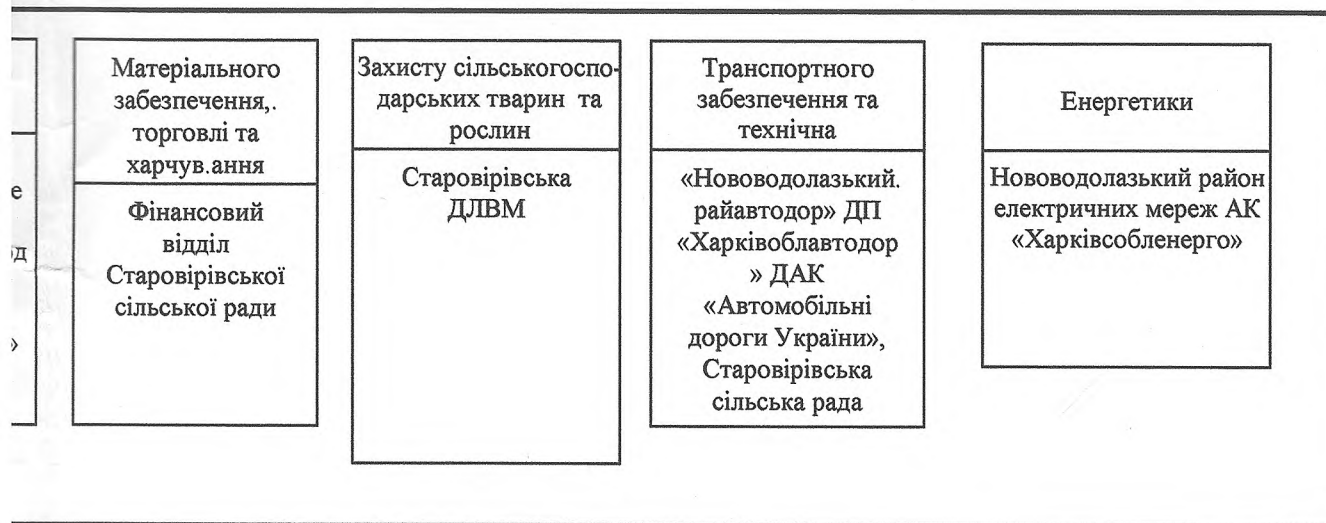 е
од
»
Матеріального
забезпечення,.
торговлі та
харчув.ання
Фінансовий
відділ
Старовірівської
сільської ради
Захисту сільськогоспо-
дарських тварин та
рослин
Старовірівська
ДЛВМ
Транспортного
забезпечення та
технічна
«Нововодолазький.
райавтодор» ДП
«Харківоблавтодор
» ДАК
«Автомобільні
дороги України»,
Старовірівська
сільська рада
Енергетики
Нововодолазький район
електричних мереж АК
«Харківсобленерго»